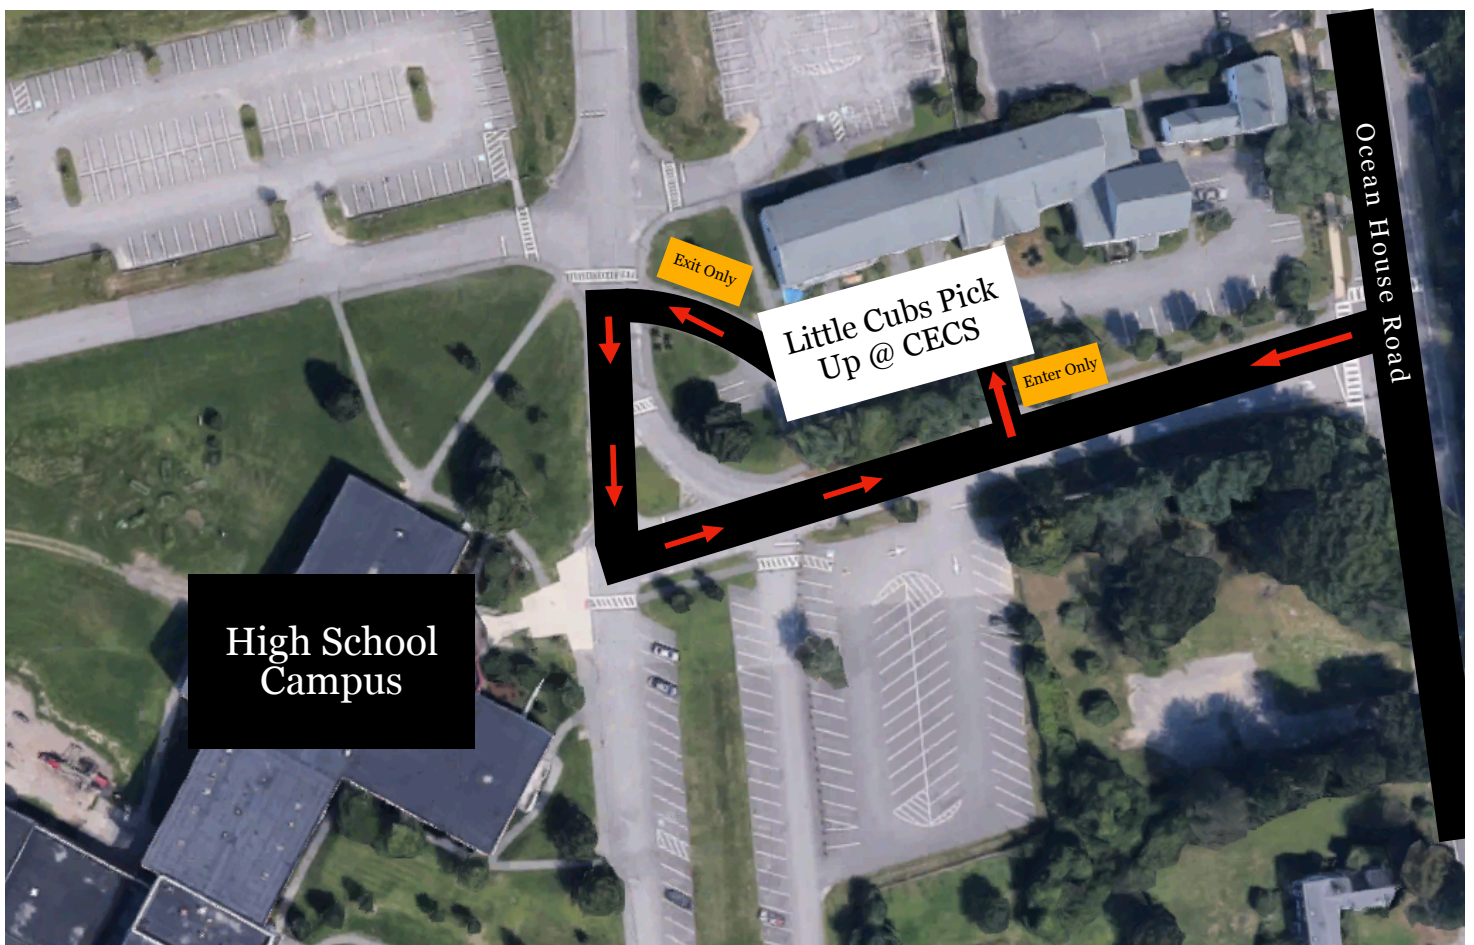 Ocean House Road
Exit Only
Little Cubs Pick
Up @ CECS
Enter Only
High School
Campus